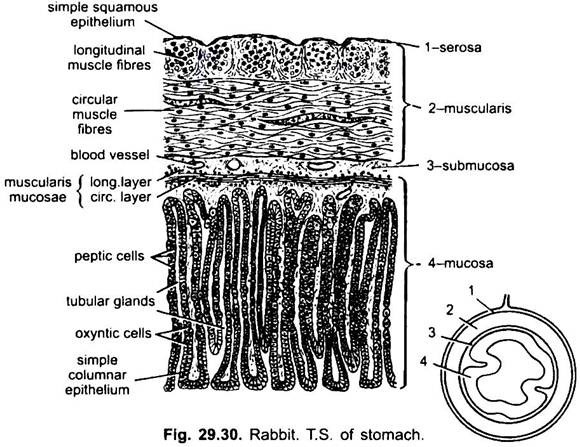 simple squamous
epithelium
longitudinal
muscle fibres
circular
muscle
fibres
blood vessel
muscularis
mucosae
long.layer
circ. layer
peptic cells
tubular glands
oxyntic cells
simple
columnar
epithelium
1–serosa
2–muscularis
3–submucosa
4–mucosa
1
2
3
4
Fig. 29.30. Rabbit. T.S. of stomach.